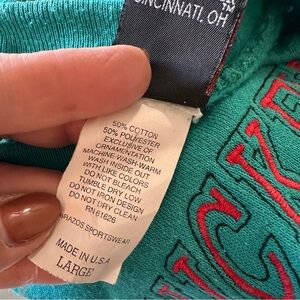 CINCINNATI, OH
50% COTTON
50% POLYESTER
EXCLUSIVE OF
ORNAMENTATION
MACHINE-WASH-WARM
WASH INSIDE OUT
WITH LIKE COLORS
DO NOT BLEACH
TUMBLE DRY LOW
DO NOT IRON DESIGN
DO NOT DRY CLEAN
RN 81626
BRAZOS SPORTSWEAR
MADE IN U.S.A
LARGE